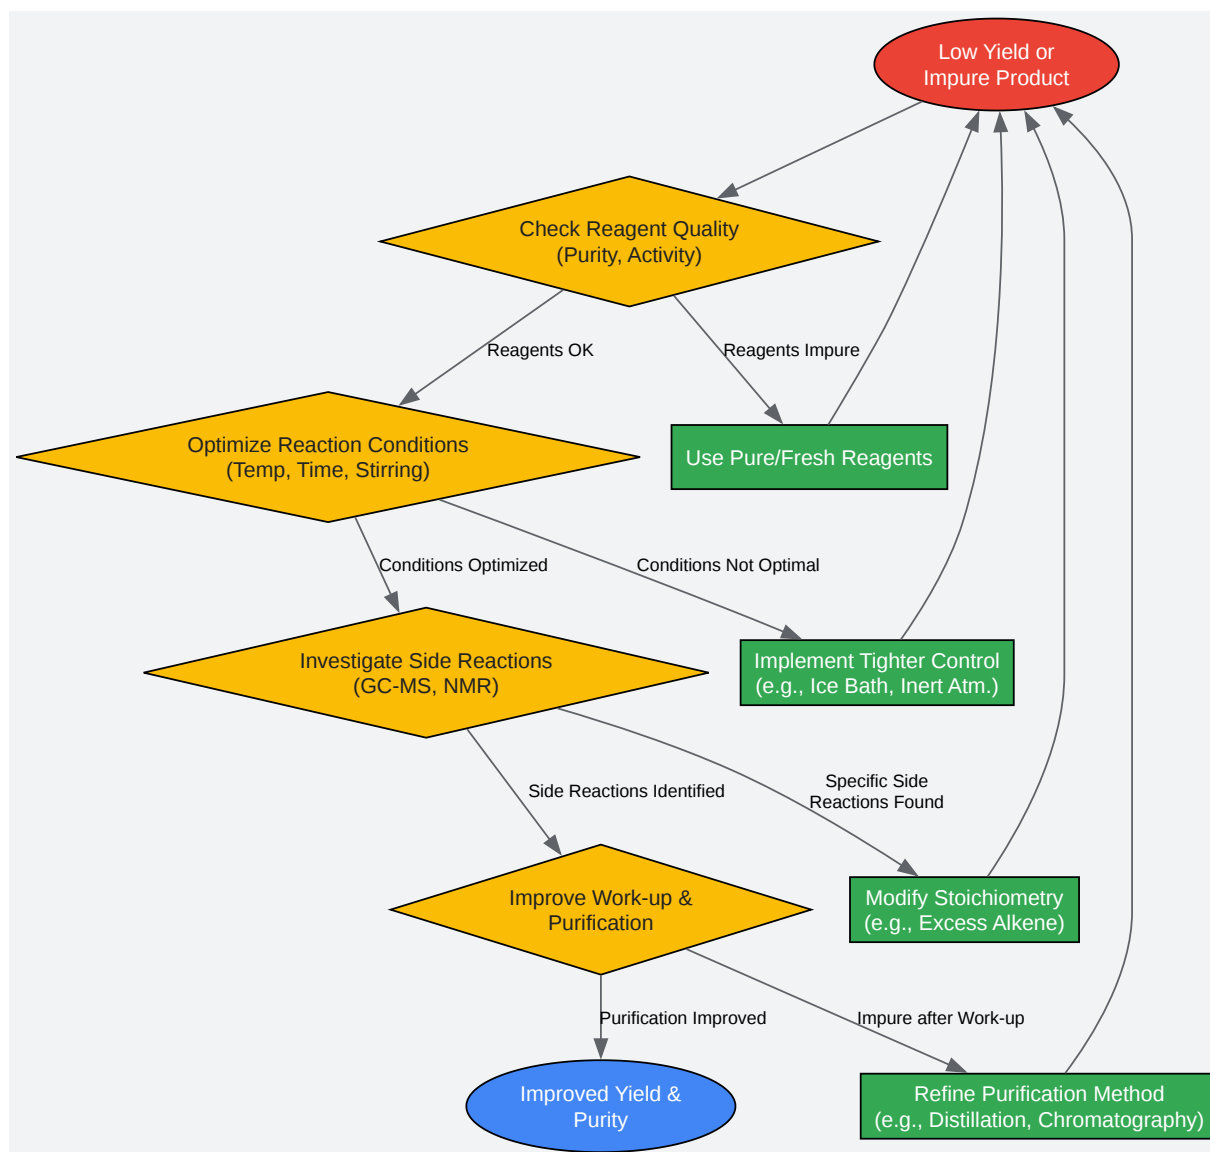 Low Yield or
Impure Product
Check Reagent Quality
(Purity, Activity)
Reagents OK
Reagents Impure
Optimize Reaction Conditions
(Temp, Time, Stirring)
Use Pure/Fresh Reagents
Conditions Optimized
Conditions Not Optimal
Investigate Side Reactions
(GC-MS, NMR)
Implement Tighter Control
(e.g., Ice Bath, Inert Atm.)
Side Reactions Identified
Specific Side
Reactions Found
Improve Work-up &
Purification
Modify Stoichiometry
(e.g., Excess Alkene)
Purification Improved
Impure after Work-up
Improved Yield &
Purity
Refine Purification Method
(e.g., Distillation, Chromatography)